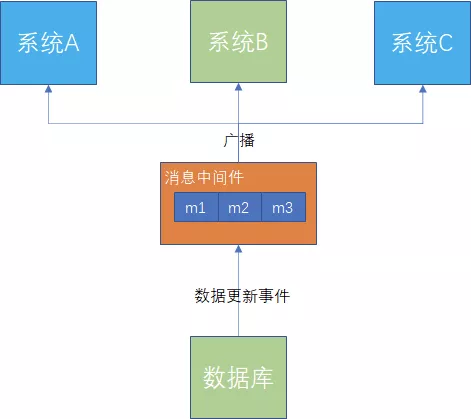 系统A
系统B
系统C
广播
消息中间件
m1 m2 m3
数据更新事件
数据库